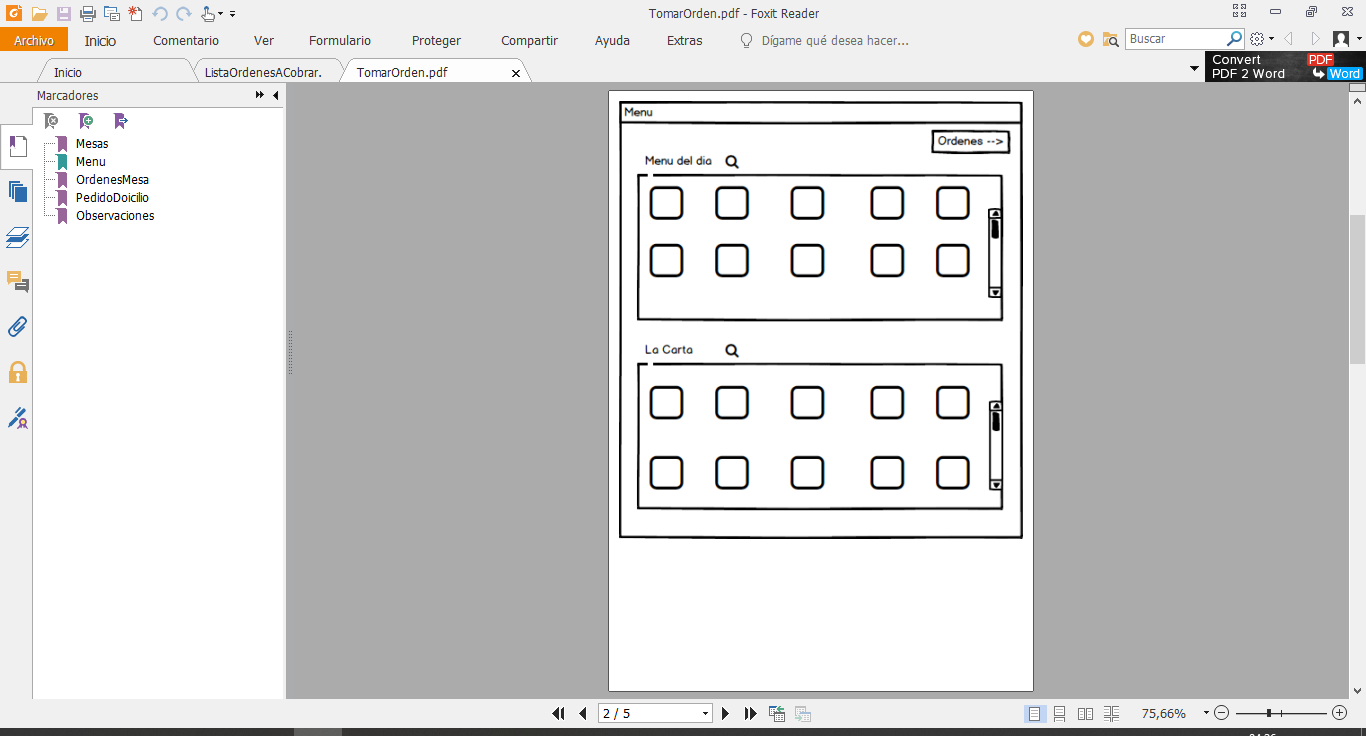 TomarOrden.pdf - Foxit Reader
Archivo Inicio Comentario Ver Formulario Proteger Compartir Ayuda Extras Dígame qué desea hacer... Buscar
Inicio ListaOrdenesACobrar. TomarOrden.pdf
Convert PDF
PDF 2 Word Word
Marcadores
Mesas
Menu
OrdenesMesa
PedidoDoicilio
Observaciones
Menu
Ordenes -->
Menu del dia
La Carta
2 / 5
75,66%